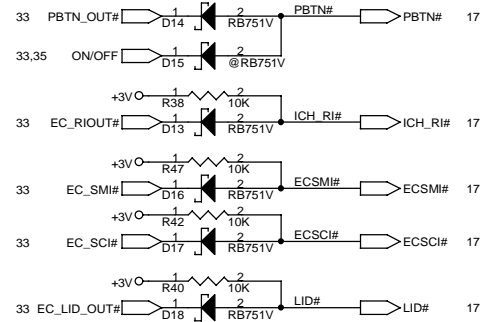 33 PBTN_OUT# 1 D14 2 RB751V PBTN# PBTN# 17
33,35 ON/OFF 1 D15 2 @RB751V
+3V 1 R38 2 10K
33 EC_RIOUT# 1 D13 2 RB751V ICH_RI# ICH_RI# 17
+3V 1 R47 2 10K
33 EC_SMI# 1 D16 2 RB751V ECSMI# ECSMI# 17
+3V 1 R42 2 10K
33 EC_SCI# 1 D17 2 RB751V ECSCI# ECSCI# 17
+3V 1 R40 2 10K
33 EC_LID_OUT# 1 D18 2 RB751V LID# LID# 17